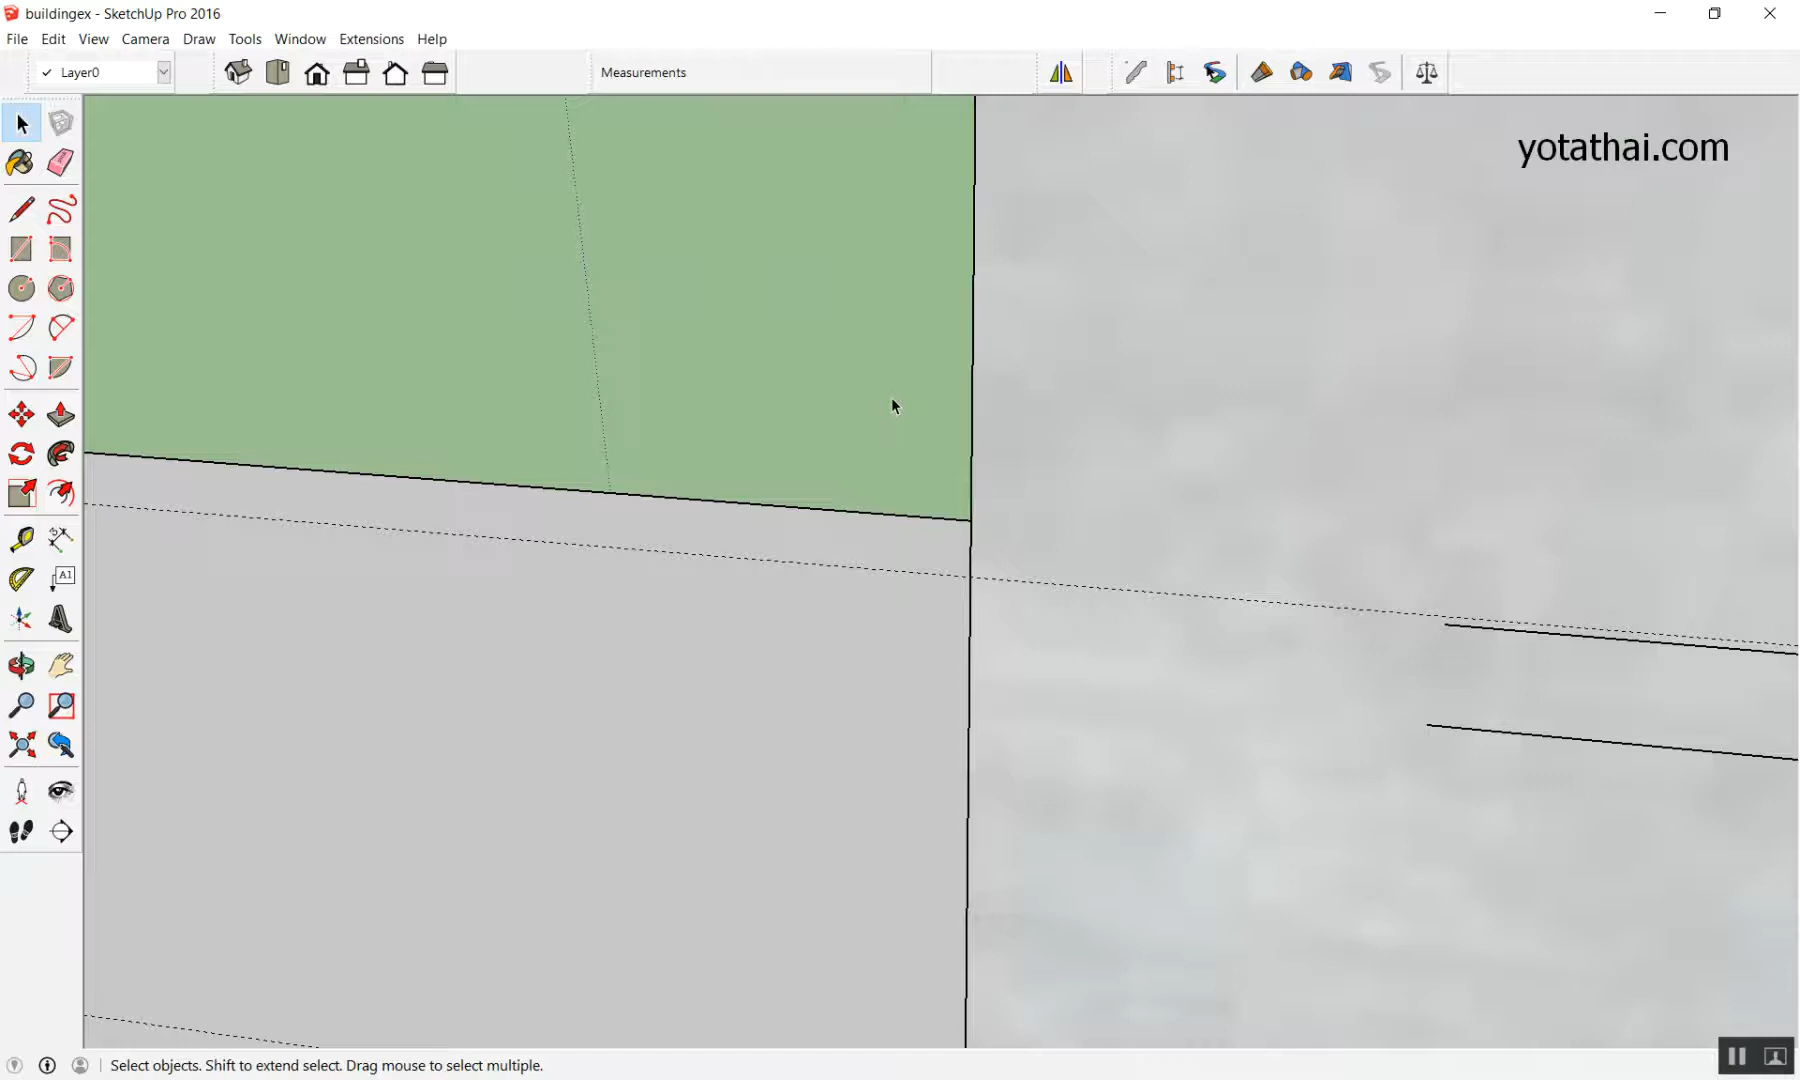 buildingex - SketchUp Pro 2016
File Edit View Camera Draw Tools Window Extensions Help
✓ Layer0
Measurements
yotathai.com
A1
Select objects. Shift to extend select. Drag mouse to select multiple.